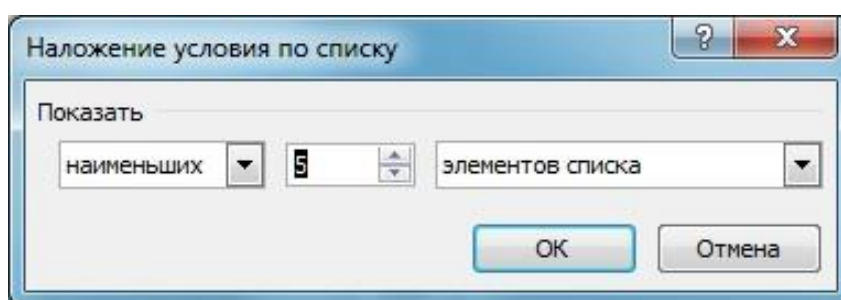 Наложение условия по списку
Показать
наименьших 5 элементов списка
ОК Отмена